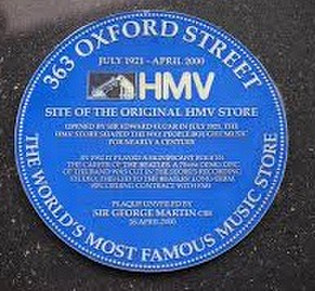 363 OXFORD STREET
JULY 1921 - APRIL 2000
HMV
SITE OF THE ORIGINAL HMV STORE
OPENED BY SIR EDWARD ELGAR IN JULY 1921, THE
HMV STORE SHAPED THE WAY PEOPLE BOUGHT MUSIC
FOR NEARLY A CENTURY
IN 1962 IT PLAYED A SIGNIFICANT ROLE IN
THE CAREER OF THE BEATLES. A 78rpm DEMO DISC
OF THE BAND WAS CUT IN THE STORE'S RECORDING
STUDIO. THIS LED TO THE BEATLES' LONG-TERM
RECORDING CONTRACT WITH EMI
PLAQUE UNVEILED BY
SIR GEORGE MARTIN CBE
26 APRIL 2000
THE WORLD'S MOST FAMOUS MUSIC STORE